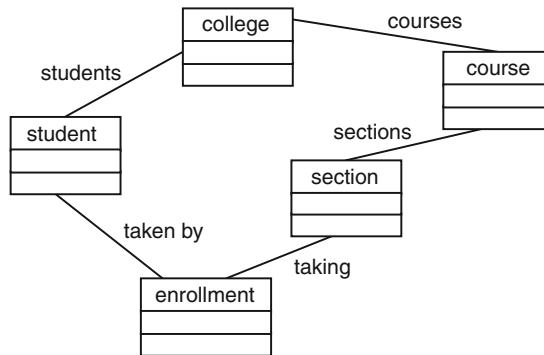 college
courses
course
students
student
sections
section
taken by
taking
enrollment